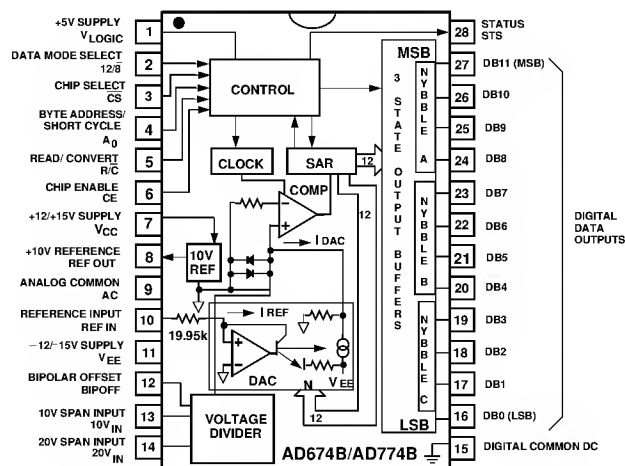 +5V SUPPLY
VLOGIC
1
DATA MODE SELECT
12/8̅
2
CHIP SELECT
C̅S̅
3
BYTE ADDRESS/
SHORT CYCLE
A0
4
READ/ CONVERT
R/C̅
5
CHIP ENABLE
CE
6
+12/+15V SUPPLY
VCC
7
+10V REFERENCE
REF OUT
8
ANALOG COMMON
AC
9
REFERENCE INPUT
REF IN
10
–12/–15V SUPPLY
VEE
11
BIPOLAR OFFSET
BIPOFF
12
10V SPAN INPUT
10VIN
13
20V SPAN INPUT
20VIN
14
CONTROL
CLOCK
SAR
12
COMP
–
+
12
I DAC
10V
REF
19.95k
I REF
+
–
DAC
VEE
N
12
VOLTAGE
DIVIDER
AD674B/AD774B
MSB
3 STATE OUTPUT BUFFERS
LSB
NYBBLE A
NYBBLE B
NYBBLE C
28
STATUS
STS
27
DB11 (MSB)
26
DB10
25
DB9
24
DB8
23
DB7
22
DB6
21
DB5
20
DB4
19
DB3
18
DB2
17
DB1
16
DB0 (LSB)
15
DIGITAL COMMON DC
DIGITAL
DATA
OUTPUTS